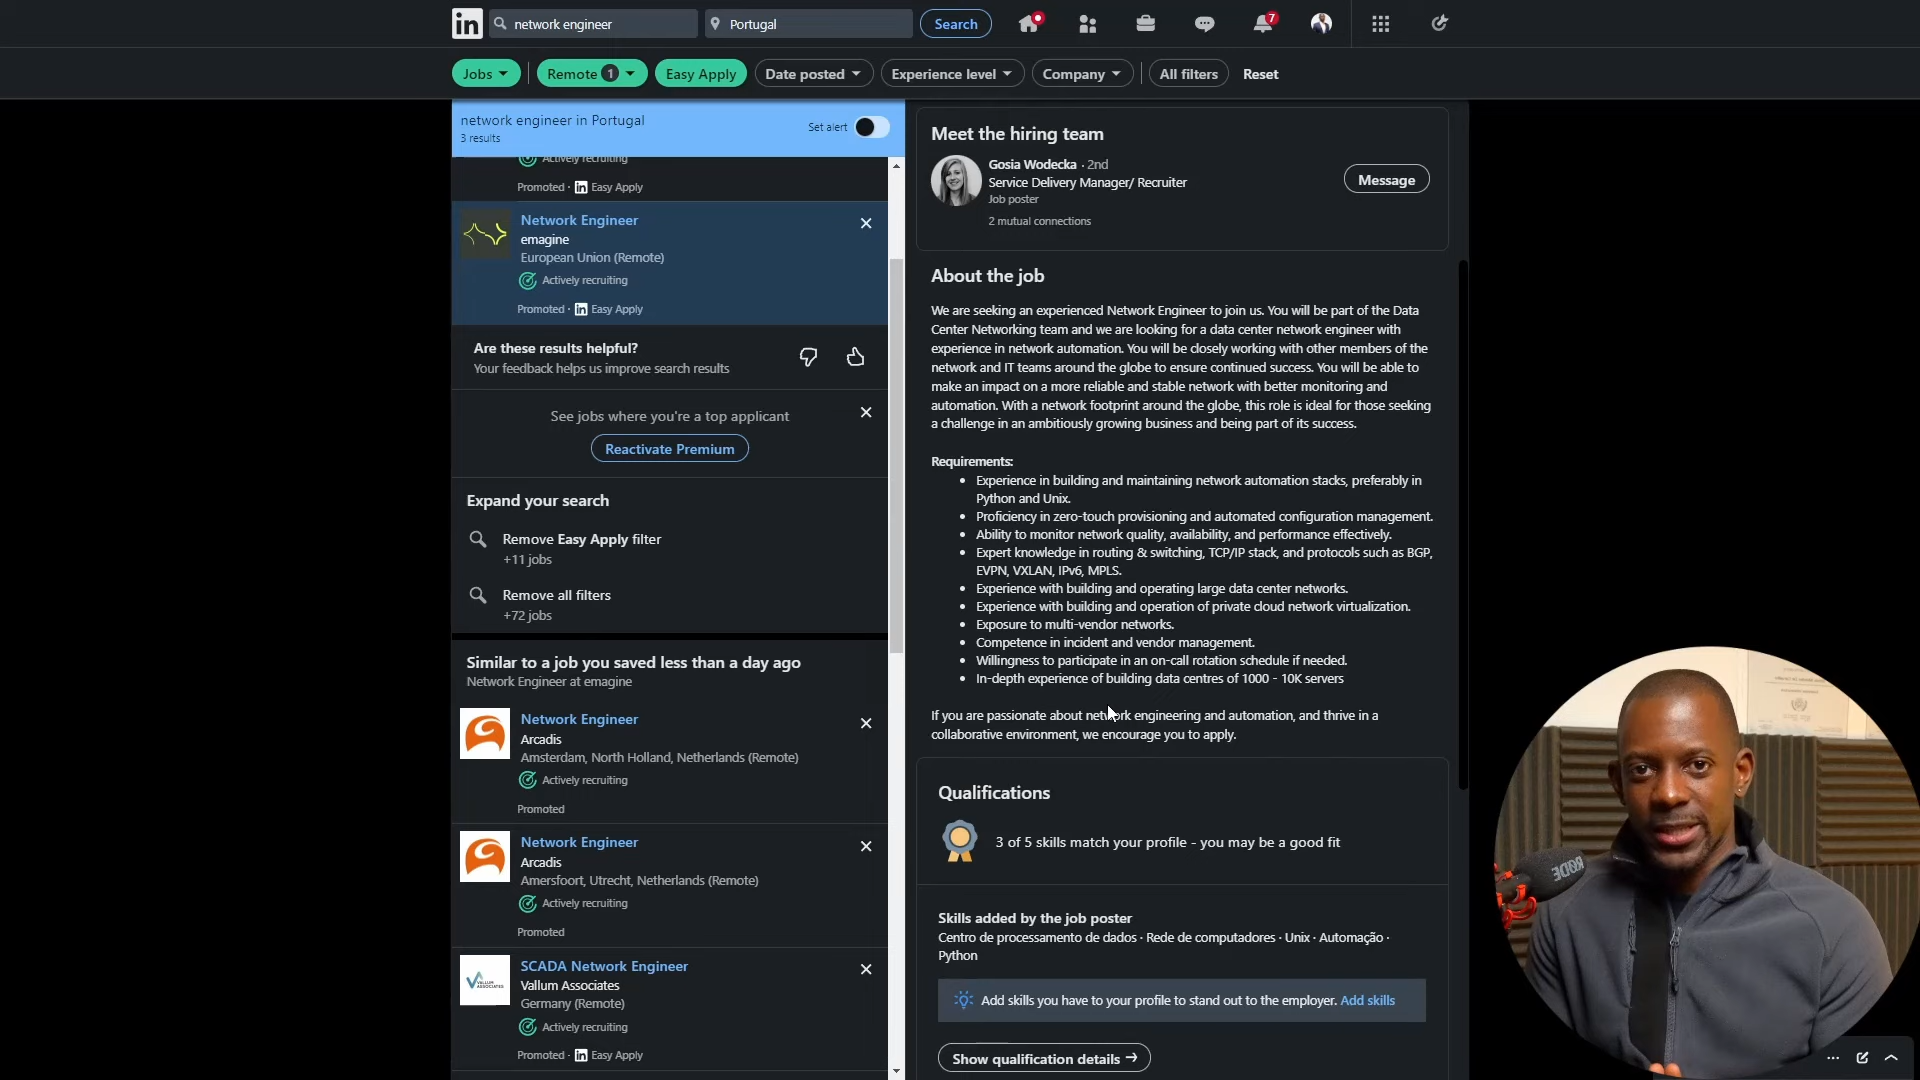 in
network engineer
Portugal
Search
7
Jobs
Remote 1
Easy Apply
Date posted
Experience level
Company
All filters
Reset
network engineer in Portugal
3 results
Set alert
Actively recruiting
Promoted · in Easy Apply
Network Engineer
emagine
European Union (Remote)
Actively recruiting
Promoted · in Easy Apply
Are these results helpful?
Your feedback helps us improve search results
See jobs where you're a top applicant
Reactivate Premium
Expand your search
Remove Easy Apply filter
+11 jobs
Remove all filters
+72 jobs
Similar to a job you saved less than a day ago
Network Engineer at emagine
Network Engineer
Arcadis
Amsterdam, North Holland, Netherlands (Remote)
Actively recruiting
Promoted
Network Engineer
Arcadis
Amersfoort, Utrecht, Netherlands (Remote)
Actively recruiting
Promoted
VALLUM
ASSOCIATES
SCADA Network Engineer
Vallum Associates
Germany (Remote)
Actively recruiting
Promoted · in Easy Apply
Meet the hiring team
Gosia Wodecka · 2nd
Service Delivery Manager/ Recruiter
Job poster
2 mutual connections
Message
About the job
We are seeking an experienced Network Engineer to join us. You will be part of the Data
Center Networking team and we are looking for a data center network engineer with
experience in network automation. You will be closely working with other members of the
network and IT teams around the globe to ensure continued success. You will be able to
make an impact on a more reliable and stable network with better monitoring and
automation. With a network footprint around the globe, this role is ideal for those seeking
a challenge in an ambitiously growing business and being part of its success.
Requirements:
• Experience in building and maintaining network automation stacks, preferably in
Python and Unix.
• Proficiency in zero-touch provisioning and automated configuration management.
• Ability to monitor network quality, availability, and performance effectively.
• Expert knowledge in routing & switching, TCP/IP stack, and protocols such as BGP,
EVPN, VXLAN, IPv6, MPLS.
• Experience with building and operating large data center networks.
• Experience with building and operation of private cloud network virtualization.
• Exposure to multi-vendor networks.
• Competence in incident and vendor management.
• Willingness to participate in an on-call rotation schedule if needed.
• In-depth experience of building data centres of 1000 - 10K servers
If you are passionate about network engineering and automation, and thrive in a
collaborative environment, we encourage you to apply.
Qualifications
3 of 5 skills match your profile - you may be a good fit
Skills added by the job poster
Centro de processamento de dados · Rede de computadores · Unix · Automação ·
Python
Add skills you have to your profile to stand out to the employer. Add skills
Show qualification details →
RØDE